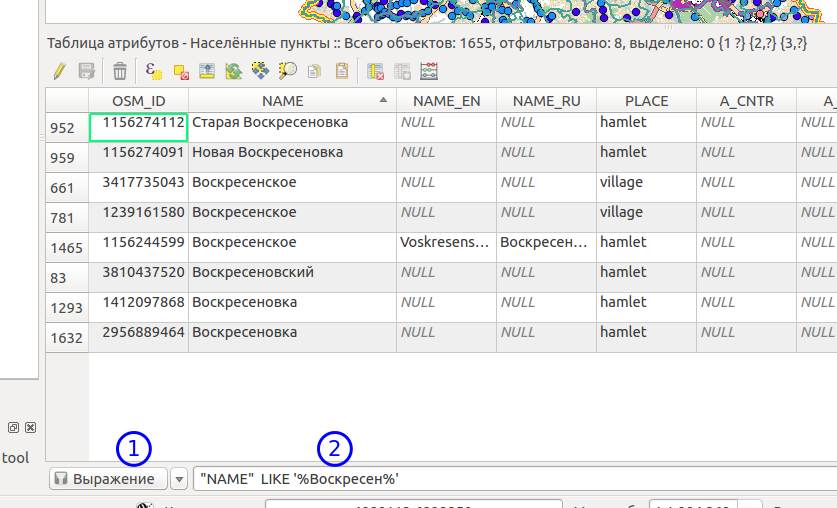 Таблица атрибутов - Населённые пункты :: Всего объектов: 1655, отфильтровано: 8, выделено: 0 {1 ?} {2,?} {3,?}
OSM_ID NAME NAME_EN NAME_RU PLACE A_CNTR A_
952 1156274112 Старая Воскресеновка NULL NULL hamlet NULL NULL
959 1156274091 Новая Воскресеновка NULL NULL hamlet NULL NULL
661 3417735043 Воскресенское NULL NULL village NULL NULL
781 1239161580 Воскресенское NULL NULL village NULL NULL
1465 1156244599 Воскресенское Voskresens... Воскресен... hamlet NULL NULL
83 3810437520 Воскресеновский NULL NULL hamlet NULL NULL
1293 1412097868 Воскресеновка NULL NULL hamlet NULL NULL
1632 2956889464 Воскресеновка NULL NULL hamlet NULL NULL
1 2
tool
Выражение "NAME" LIKE '%Воскресен%'